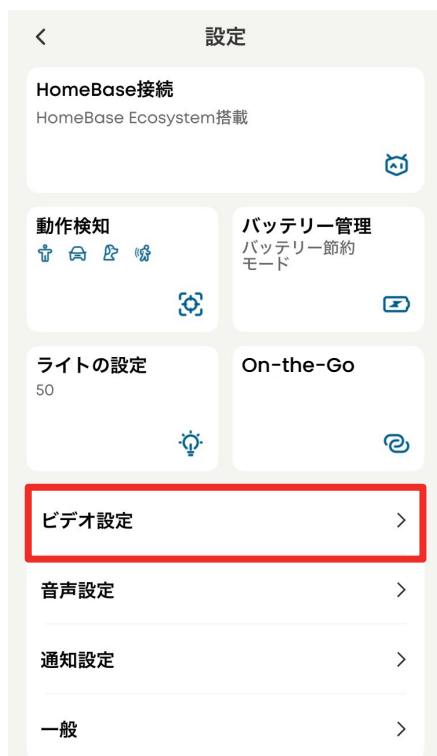 設定
HomeBase接続
HomeBase Ecosystem搭載
動作検知
バッテリー管理
バッテリー節約
モード
ライトの設定
50
On-the-Go
ビデオ設定
音声設定
通知設定
一般